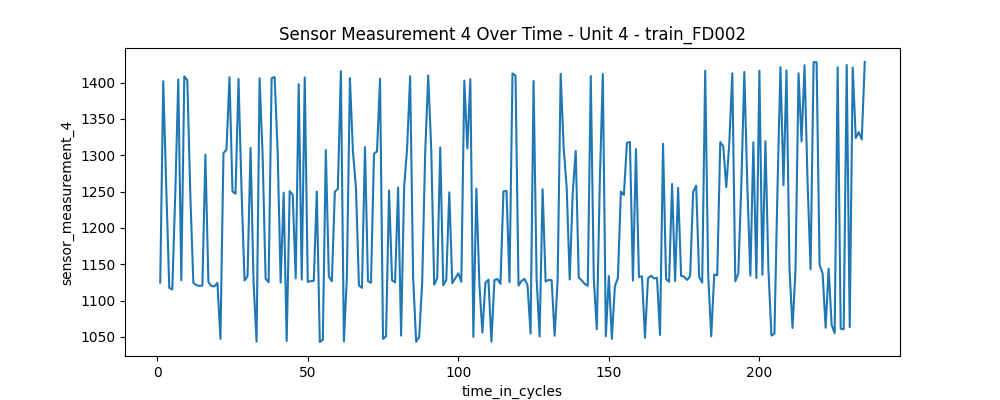 Sensor Measurement 4 Over Time - Unit 4 - train_FD002
sensor_measurement_4
1400
1350
1300
1250
1200
1150
1100
1050
0 50 100 150 200
time_in_cycles